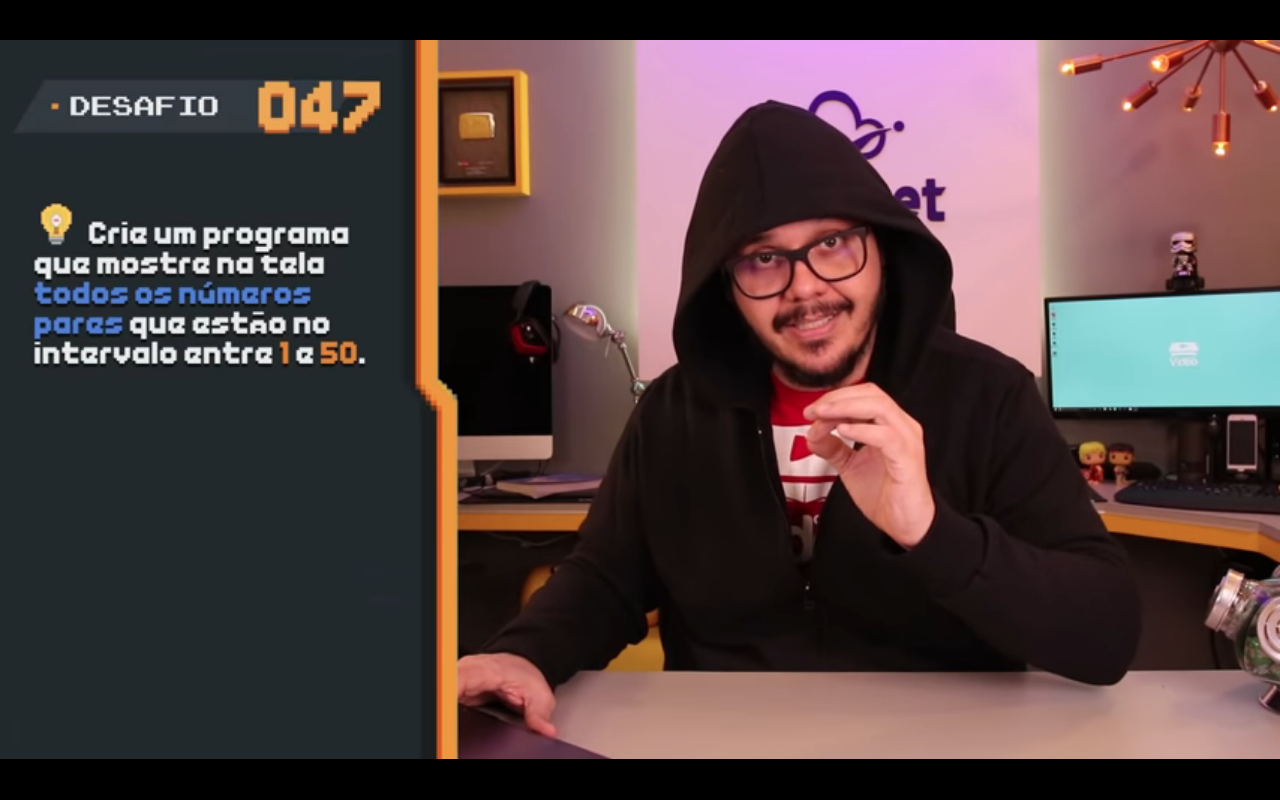 DESAFIO 047
Crie um programa
que mostre na tela
todos os números
pares que estão no
intervalo entre 1 e 50.
et